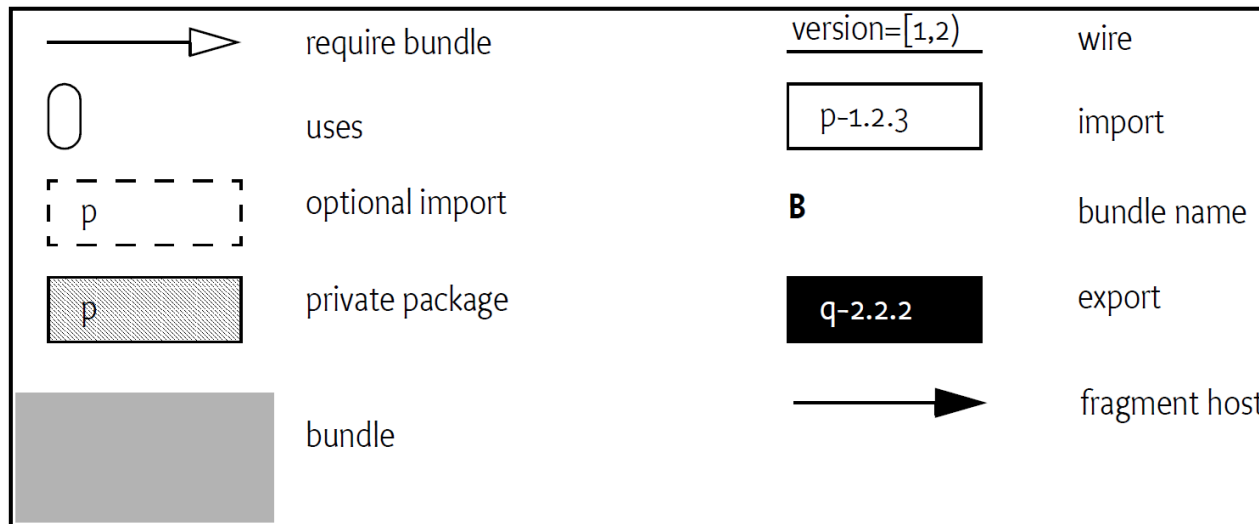 require bundle
version=[1,2)
wire
uses
p-1.2.3
import
p
optional import
B
bundle name
p
private package
q-2.2.2
export
bundle
fragment host